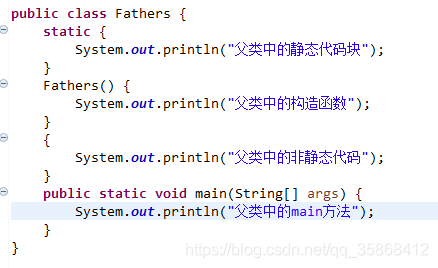 public class Fathers {
static {
System.out.println("父类中的静态代码块");
}
Fathers() {
System.out.println("父类中的构造函数");
}
{
System.out.println("父类中的非静态代码");
}
public static void main(String[] args) {
System.out.println("父类中的main方法");
}
}
https://blog.csdn.net/qq_35868412